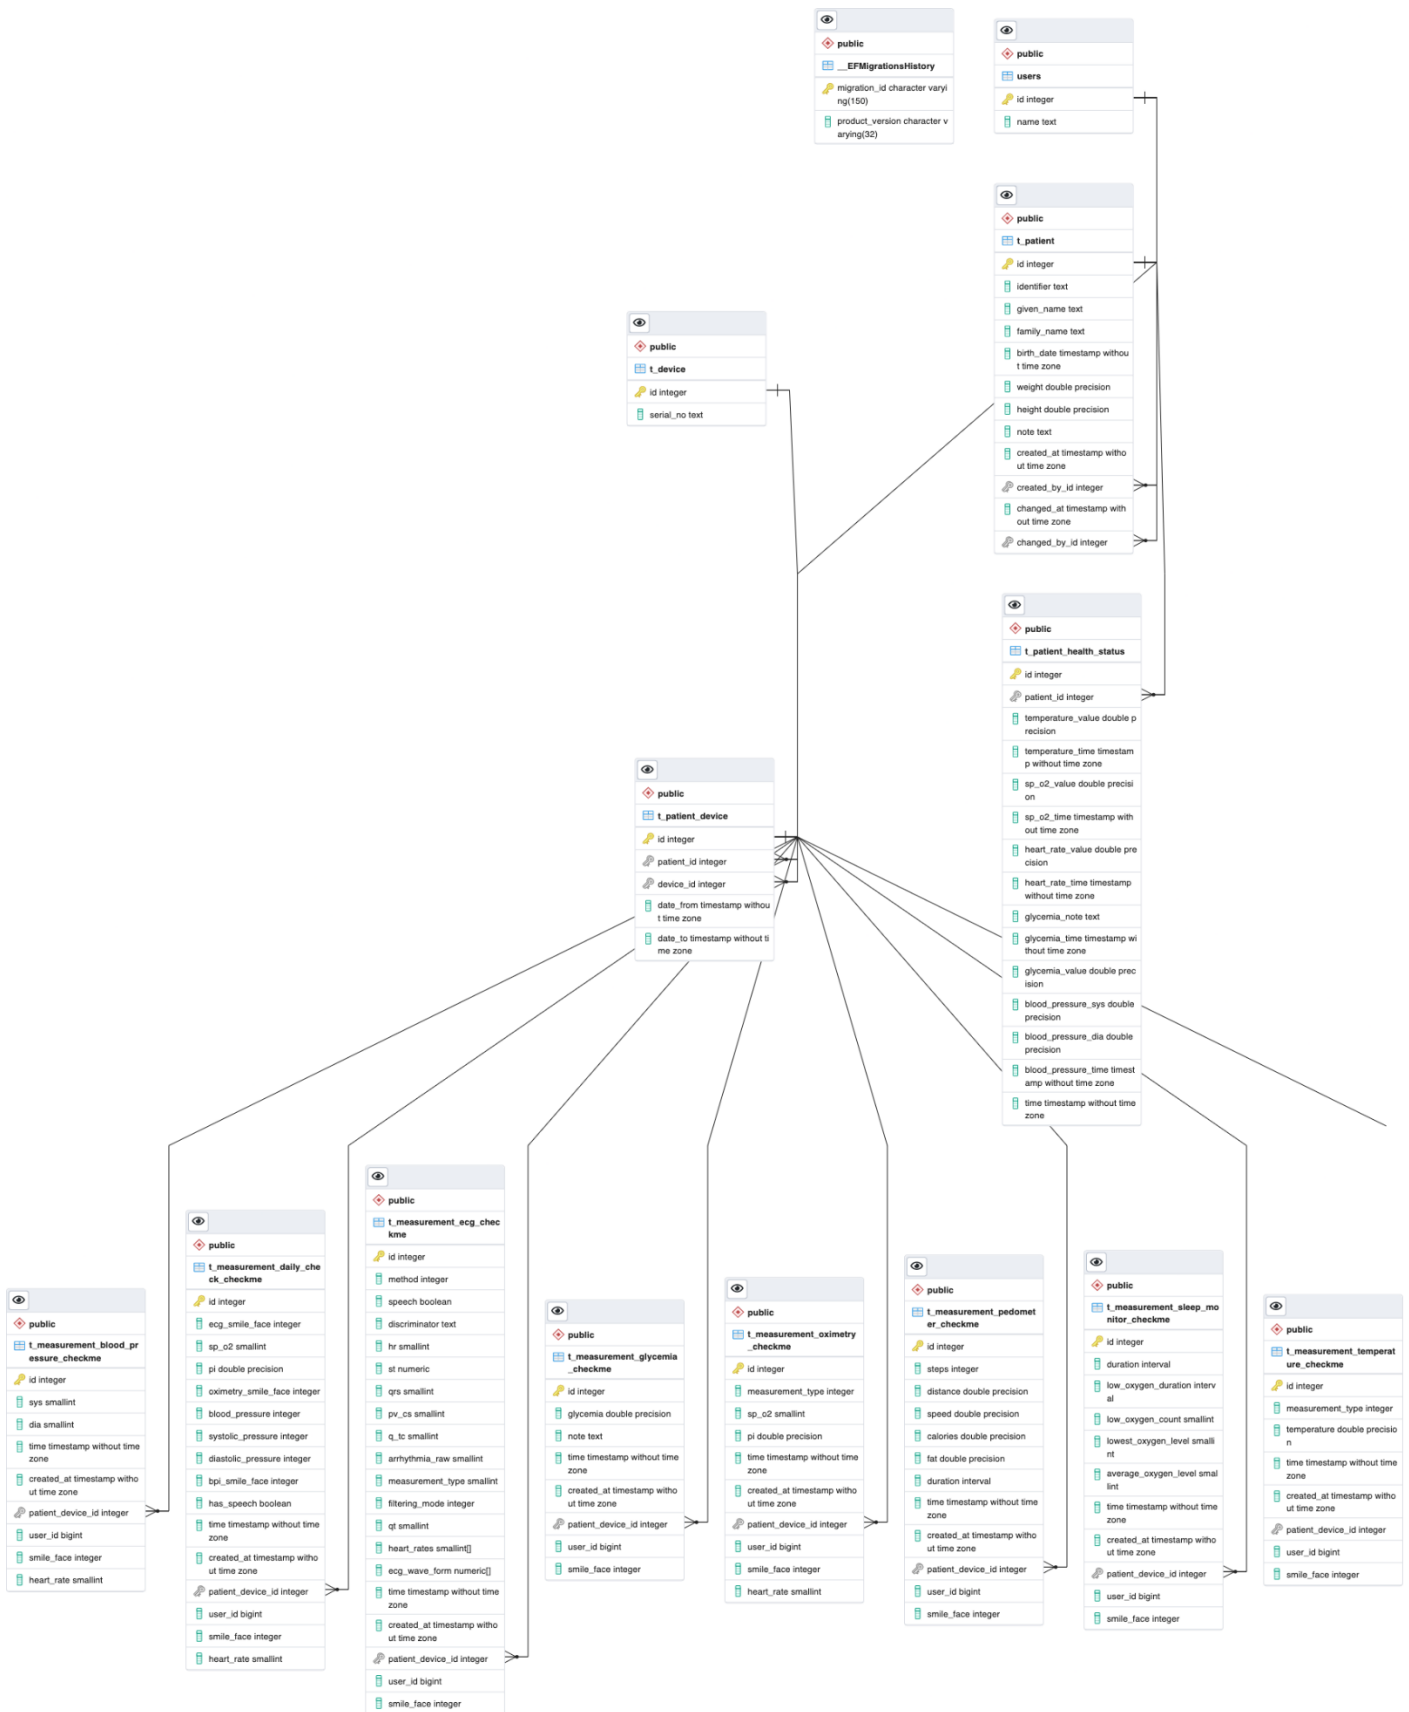 public
__EFMigrationsHistory
migration_id character varyi
ng(150)
product_version character v
arying(32)
public
users
id integer
name text
public
t_patient
id integer
identifier text
given_name text
family_name text
birth_date timestamp withou
t time zone
weight double precision
height double precision
note text
created_at timestamp witho
ut time zone
created_by_id integer
changed_at timestamp with
out time zone
changed_by_id integer
public
t_device
id integer
serial_no text
public
t_patient_health_status
id integer
patient_id integer
temperature_value double p
recision
temperature_time timestam
p without time zone
sp_o2_value double precisi
on
sp_o2_time timestamp with
out time zone
heart_rate_value double pre
cision
heart_rate_time timestamp
without time zone
glycemia_note text
glycemia_time timestamp wi
thout time zone
glycemia_value double prec
ision
blood_pressure_sys double
precision
blood_pressure_dia double
precision
blood_pressure_time timest
amp without time zone
time timestamp without time
zone
public
t_patient_device
id integer
patient_id integer
device_id integer
date_from timestamp withou
t time zone
date_to timestamp without ti
me zone
public
t_measurement_blood_pr
essure_checkme
id integer
sys smallint
dia smallint
time timestamp without time
zone
created_at timestamp witho
ut time zone
patient_device_id integer
user_id bigint
smile_face integer
heart_rate smallint
public
t_measurement_daily_che
ck_checkme
id integer
ecg_smile_face integer
sp_o2 smallint
pi double precision
oximetry_smile_face integer
blood_pressure integer
systolic_pressure integer
diastolic_pressure integer
bpi_smile_face integer
has_speech boolean
time timestamp without time
zone
created_at timestamp witho
ut time zone
patient_device_id integer
user_id bigint
smile_face integer
heart_rate smallint
public
t_measurement_ecg_chec
kme
id integer
method integer
speech boolean
discriminator text
hr smallint
st numeric
qrs smallint
pv_cs smallint
q_tc smallint
arrhythmia_raw smallint
measurement_type smallint
filtering_mode integer
qt smallint
heart_rates smallint[]
ecg_wave_form numeric[]
time timestamp without time
zone
created_at timestamp witho
ut time zone
patient_device_id integer
user_id bigint
smile_face integer
public
t_measurement_glycemia
_checkme
id integer
glycemia double precision
note text
time timestamp without time
zone
created_at timestamp witho
ut time zone
patient_device_id integer
user_id bigint
smile_face integer
public
t_measurement_oximetry
_checkme
id integer
measurement_type integer
sp_o2 smallint
pi double precision
time timestamp without time
zone
created_at timestamp witho
ut time zone
patient_device_id integer
user_id bigint
smile_face integer
heart_rate smallint
public
t_measurement_pedomet
er_checkme
id integer
steps integer
distance double precision
speed double precision
calories double precision
fat double precision
duration interval
time timestamp without time
zone
created_at timestamp witho
ut time zone
patient_device_id integer
user_id bigint
smile_face integer
public
t_measurement_sleep_mo
nitor_checkme
id integer
duration interval
low_oxygen_duration interv
al
low_oxygen_count smallint
lowest_oxygen_level smalli
nt
average_oxygen_level smal
lint
time timestamp without time
zone
created_at timestamp witho
ut time zone
patient_device_id integer
user_id bigint
smile_face integer
public
t_measurement_temperat
ure_checkme
id integer
measurement_type integer
temperature double precisio
n
time timestamp without time
zone
created_at timestamp witho
ut time zone
patient_device_id integer
user_id bigint
smile_face integer